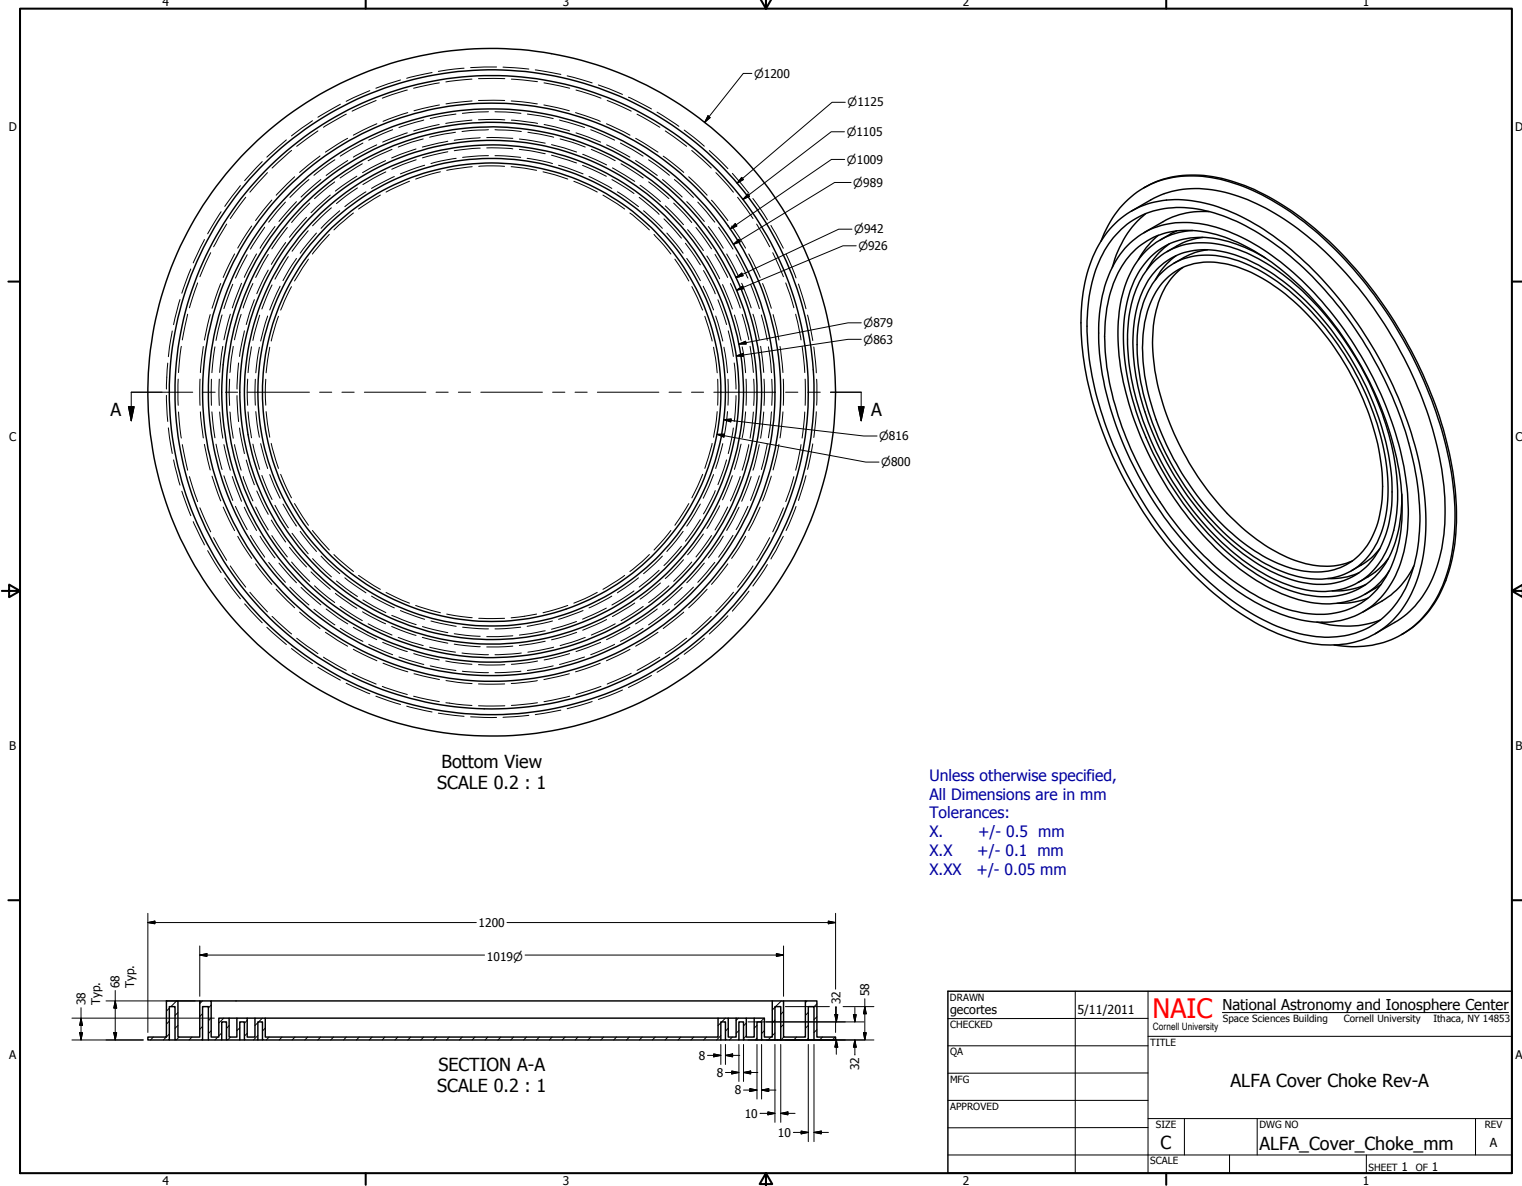 4 3 2 1
D D
Ø1200
Ø1125
Ø1105
Ø1009
Ø989
Ø942
Ø926
Ø879
Ø863
A A
Ø816
Ø800
C C
B B
Bottom View
SCALE 0.2 : 1
Unless otherwise specified,
All Dimensions are in mm
Tolerances:
X. +/- 0.5 mm
X.X +/- 0.1 mm
X.XX +/- 0.05 mm
1200
1019Ø
38 Typ.
68 Typ.
32
58
32
8
8
8
10
10
SECTION A-A
SCALE 0.2 : 1
A A
DRAWN
gecortes
5/11/2011
CHECKED
QA
MFG
APPROVED
NAIC
Cornell University
National Astronomy and Ionosphere Center
Space Sciences Building Cornell University Ithaca, NY 14853
TITLE
ALFA Cover Choke Rev-A
SIZE
C
DWG NO
ALFA_Cover_Choke_mm
REV
A
SCALE
SHEET 1 OF 1
4 3 2 1